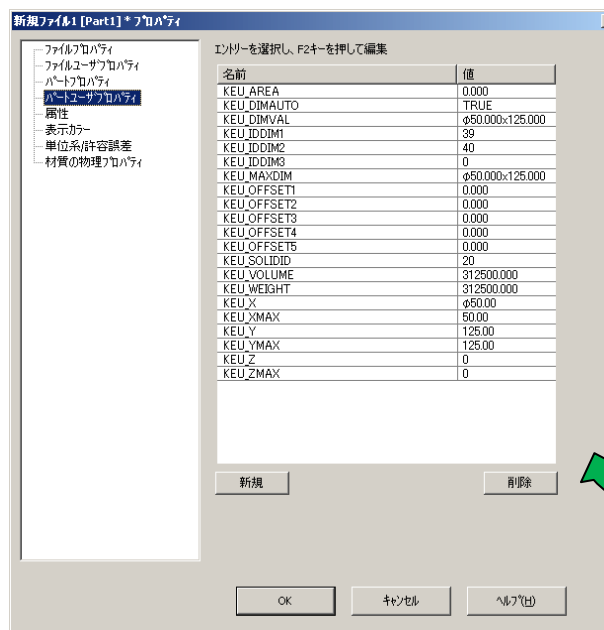 新規ファイル1 [Part1] * プロパティ
ファイルプロパティ
ファイルユーザプロパティ
パートプロパティ
パートユーザプロパティ
属性
表示カラー
単位系/許容誤差
材質の物理プロパティ
エントリーを選択し、F2キーを押して編集
名前 値
KEU_AREA 0.000
KEU_DIMAUTO TRUE
KEU_DIMVAL φ50.000x125.000
KEU_IDDIM1 39
KEU_IDDIM2 40
KEU_IDDIM3 0
KEU_MAXDIM φ50.000x125.000
KEU_OFFSET1 0.000
KEU_OFFSET2 0.000
KEU_OFFSET3 0.000
KEU_OFFSET4 0.000
KEU_OFFSET5 0.000
KEU_SOLIDID 20
KEU_VOLUME 312500.000
KEU_WEIGHT 312500.000
KEU_X φ50.00
KEU_XMAX 50.00
KEU_Y 125.00
KEU_YMAX 125.00
KEU_Z 0
KEU_ZMAX 0
新規 削除
OK キャンセル ヘルプ(H)